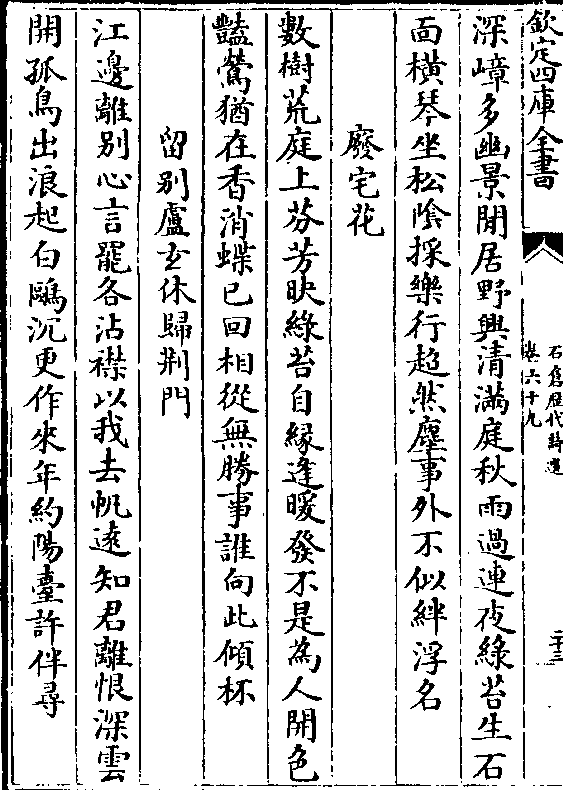 欽定四庫全書
石倉歷代詩選
卷六十九
二十三
深嶂多幽景閒居野興清滿庭秋雨過連夜綠苔生石
面橫琴坐松陰採藥行超然塵事外不似絆浮名
廢宅花
數樹荒庭上芬芳映綠苔自緣逢暖發不是為人開色
豔鶯猶在香消蝶已回相從無勝事誰向此傾杯
留别盧玄休歸荆門
江邊離别心言罷各沾襟以我去帆遠知君離恨深雲
開孤鳥出浪起白鷗沉更作來年約陽臺許伴尋